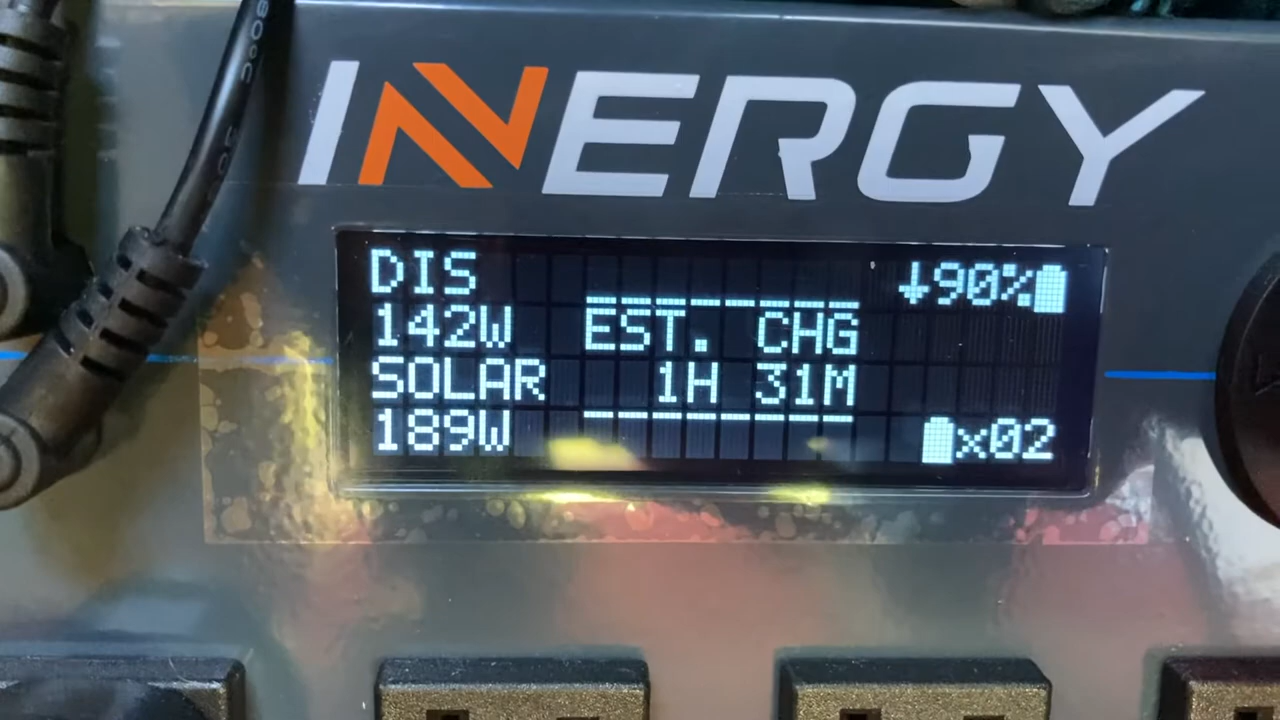 INERGY
DIS
142W
SOLAR
189W
EST. CHG
1H 31M
↓90%
x02